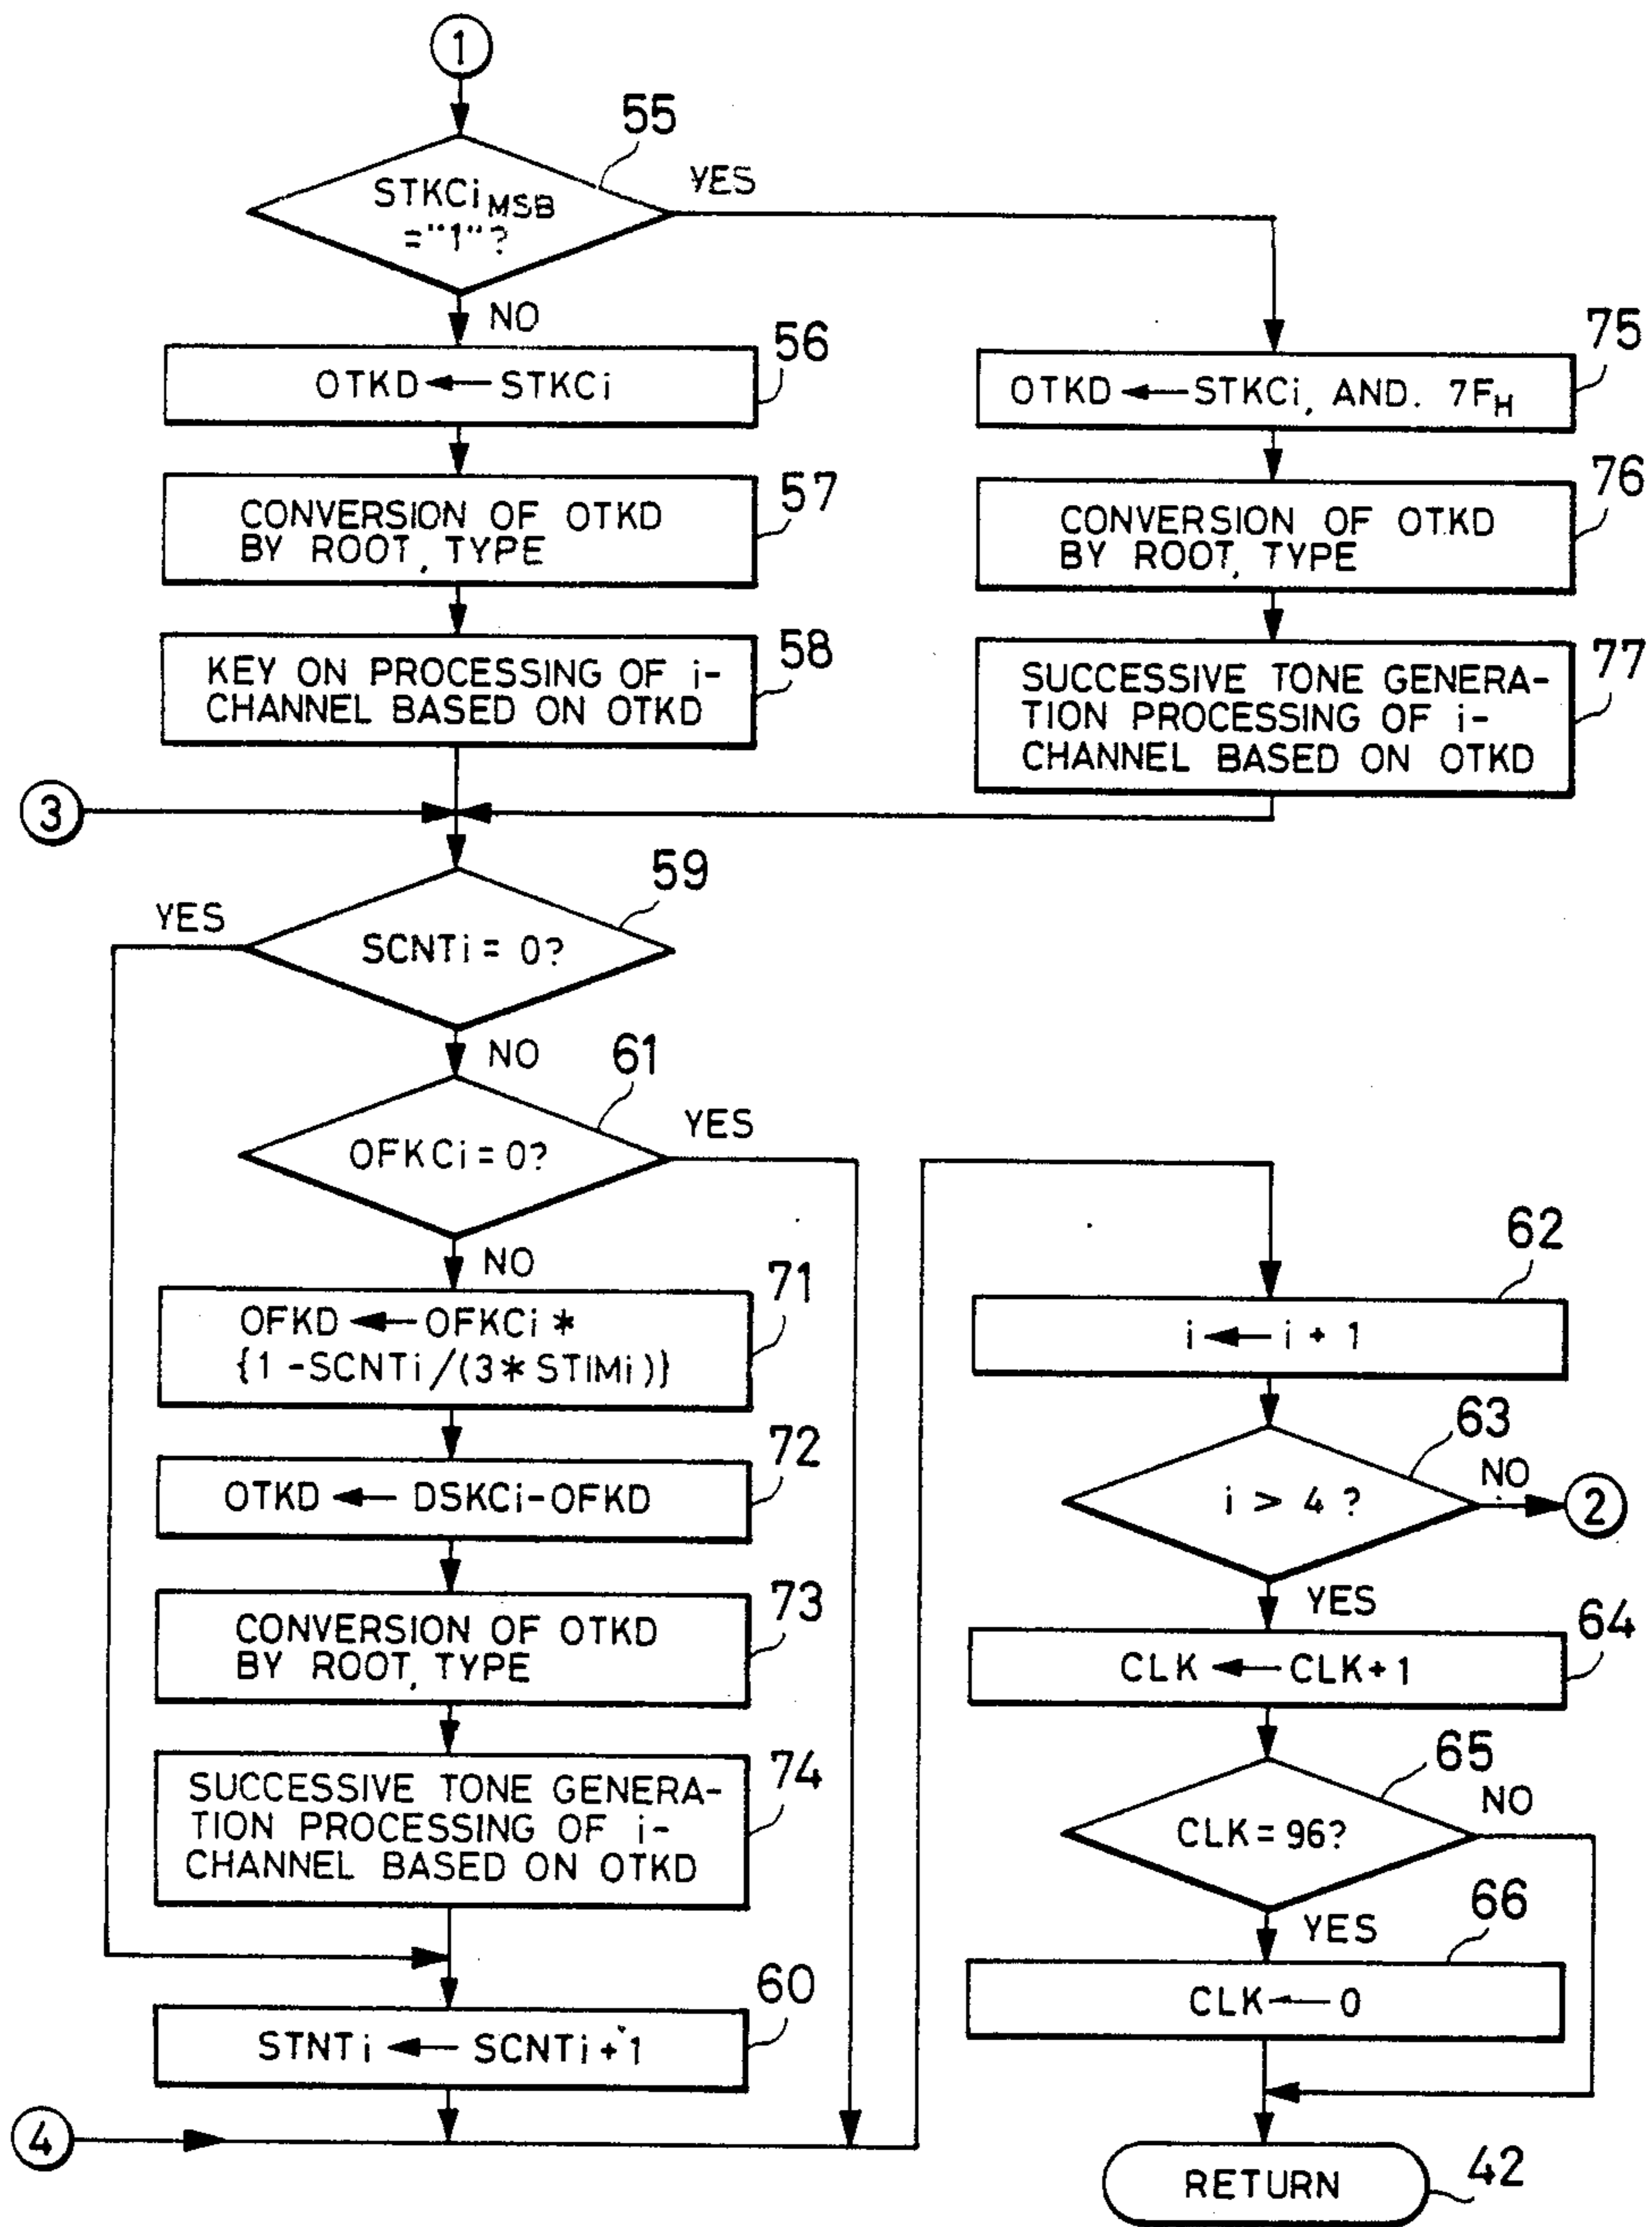 1
55
STKCiMSB
="1"?
YES
NO
56
OTKD ← STKCi
75
OTKD ← STKCi, AND. 7FH
57
CONVERSION OF OTKD
BY ROOT, TYPE
76
CONVERSION OF OTKD
BY ROOT, TYPE
58
KEY ON PROCESSING OF i-
CHANNEL BASED ON OTKD
77
SUCCESSIVE TONE GENERA-
TION PROCESSING OF i-
CHANNEL BASED ON OTKD
3
59
YES
SCNTi = 0?
NO
61
OFKCi = 0?
YES
NO
71
OFKD ← OFKCi *
{1-SCNTi/(3* STIMi)}
72
OTKD ← DSKCi-OFKD
73
CONVERSION OF OTKD
BY ROOT, TYPE
74
SUCCESSIVE TONE GENERA-
TION PROCESSING OF i-
CHANNEL BASED ON OTKD
60
STNTi ← SCNTi+1
4
62
i ← i + 1
63
i > 4 ?
NO
2
YES
64
CLK ← CLK+1
65
CLK = 96?
NO
YES
66
CLK ← 0
RETURN
42